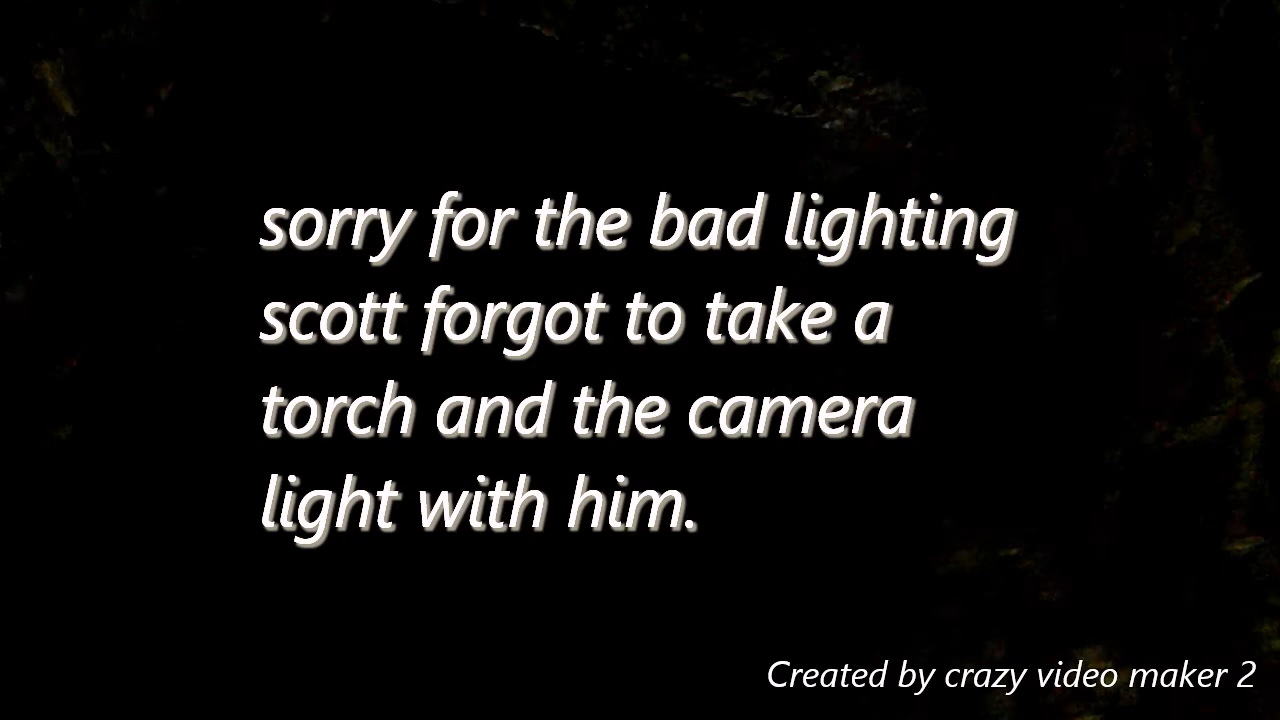 sorry for the bad lighting
scott forgot to take a
torch and the camera
light with him.
Created by crazy video maker 2